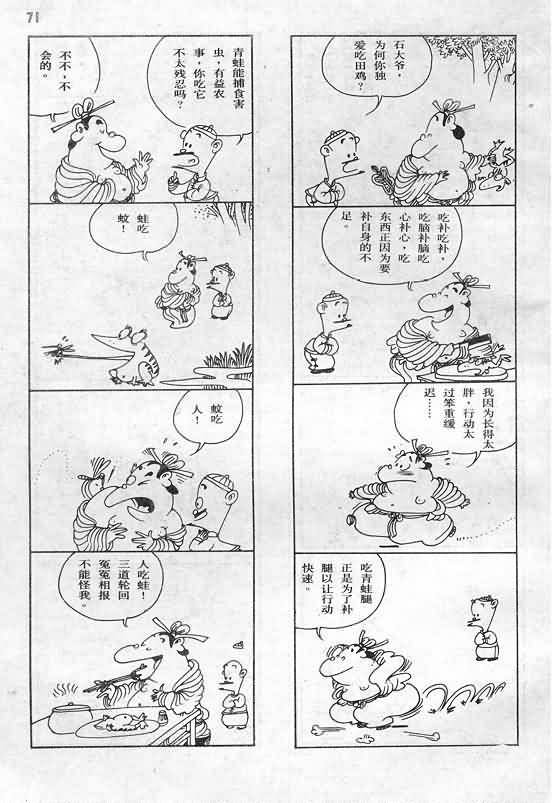 71
石大爷，
为何你独
爱吃田鸡？
吃补吃补，
吃脑补脑吃
心补心，吃
东西正因为要
补自身的不
足。
我因为长得太
胖，行动太
过笨重缓
迟……
吃青蛙腿
正是为了补
腿以让行动
快速。
青蛙能捕食害
虫，有益农
事，你吃它
不太残忍吗？
不不，不
会的。
蛙吃
蚊！
蚊吃
人！
人吃蛙！
三道轮回
冤冤相报
不能怪我。